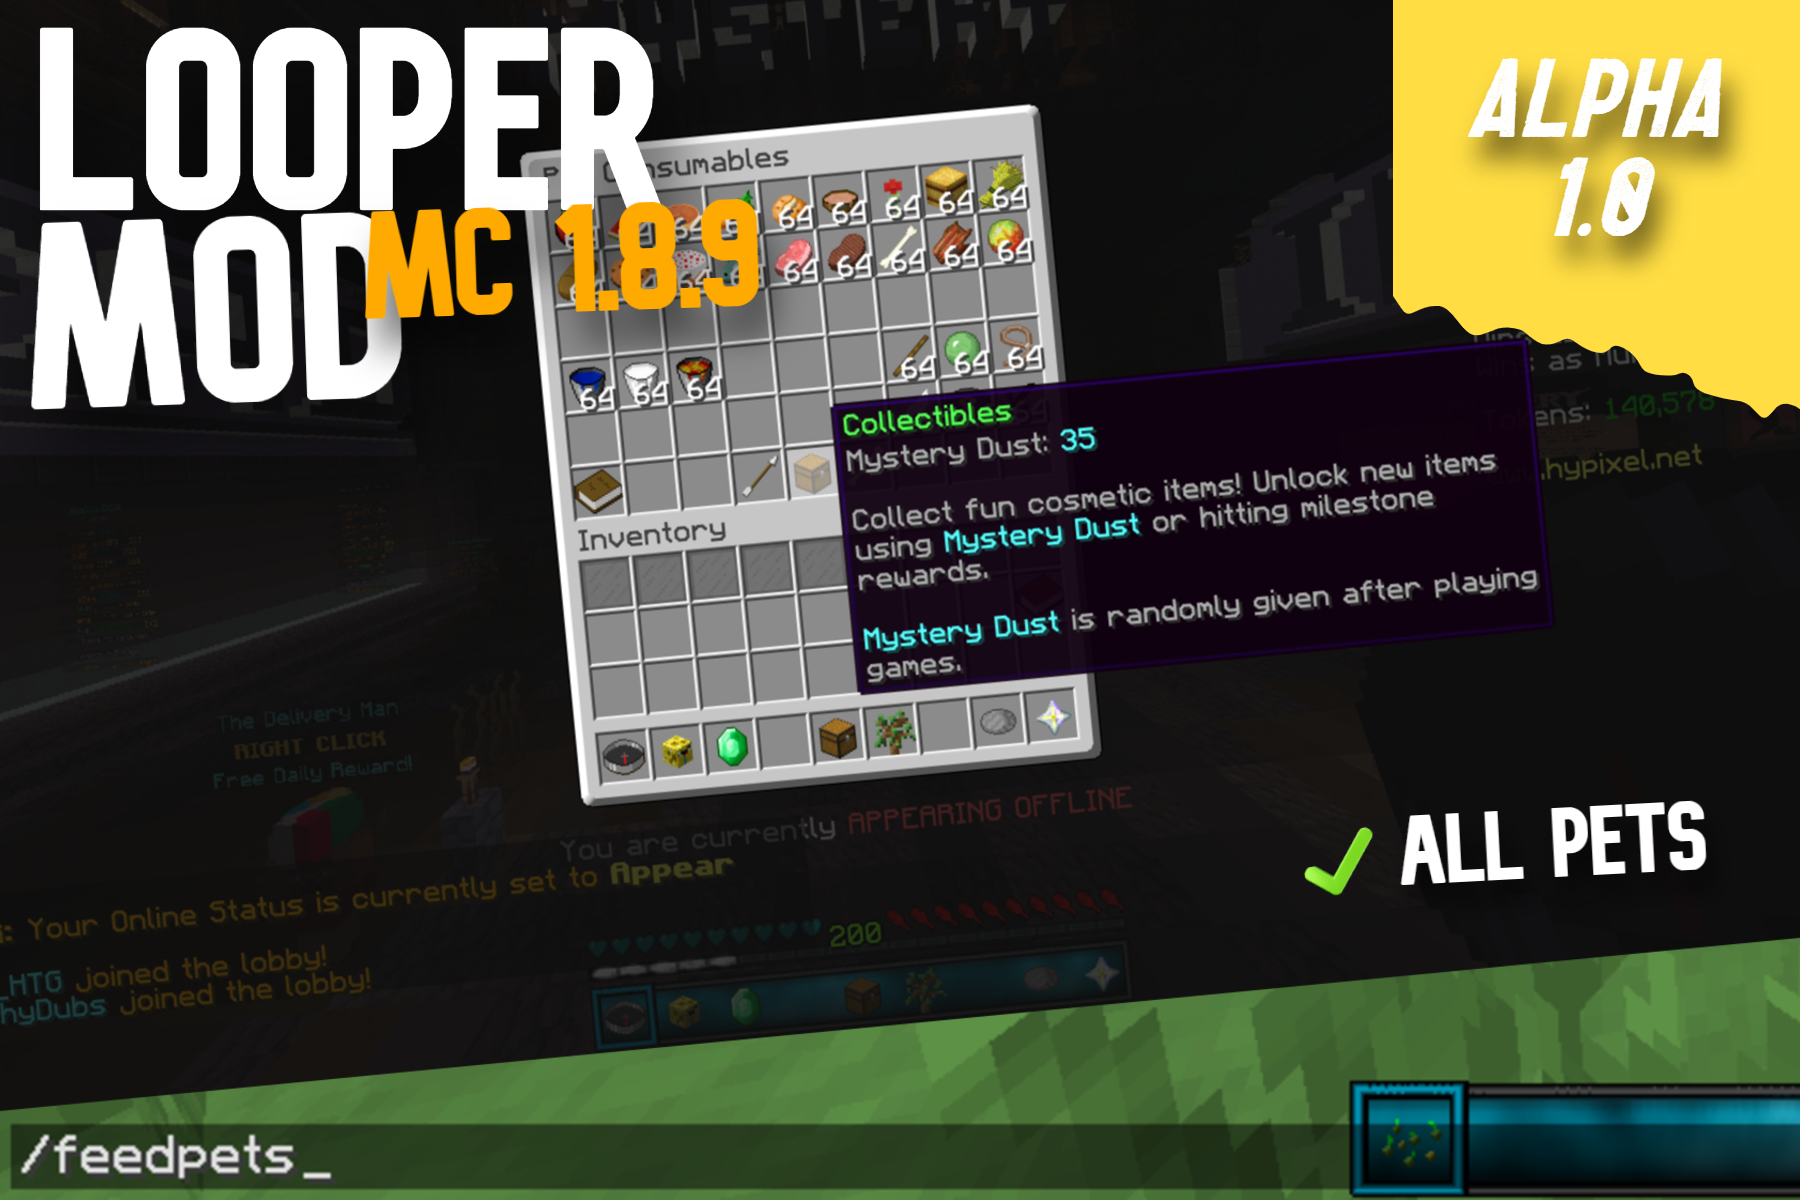 LOOPER
MOD
MC 1.8.9
ALPHA
1.0
Consumables
64 64 64 64 64
64 64 64 64 64
64 64 64
64 64 64
Collectibles
Mystery Dust: 35
Collect fun cosmetic items! Unlock new items
using Mystery Dust or hitting milestone
rewards.
Mystery Dust is randomly given after playing
games.
Inventory
: as
Tokens: 140,578
.hypixel.net
The Delivery Man
RIGHT CLICK
Free Daily Reward!
You are currently APPEARING OFFLINE
: Your Online Status is currently set to Appear
_HTG joined the lobby!
hyDubs joined the lobby!
200
ALL PETS
/feedpets_